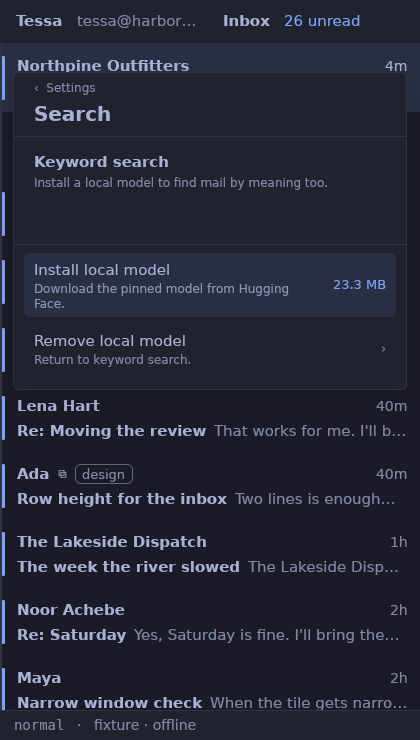 Tessa tessa@harbor... Inbox 26 unread
Northpine Outfitters 4m
‹ Settings
Search
Keyword search
Install a local model to find mail by meaning too.
Install local model
Download the pinned model from Hugging
Face.
23.3 MB
Remove local model
Return to keyword search.
›
Lena Hart 40m
Re: Moving the review That works for me. I'll b...
Ada design 40m
Row height for the inbox Two lines is enough...
The Lakeside Dispatch 1h
The week the river slowed The Lakeside Disp...
Noor Achebe 2h
Re: Saturday Yes, Saturday is fine. I'll bring the...
Maya 2h
Narrow window check When the tile gets narro...
normal · fixture · offline